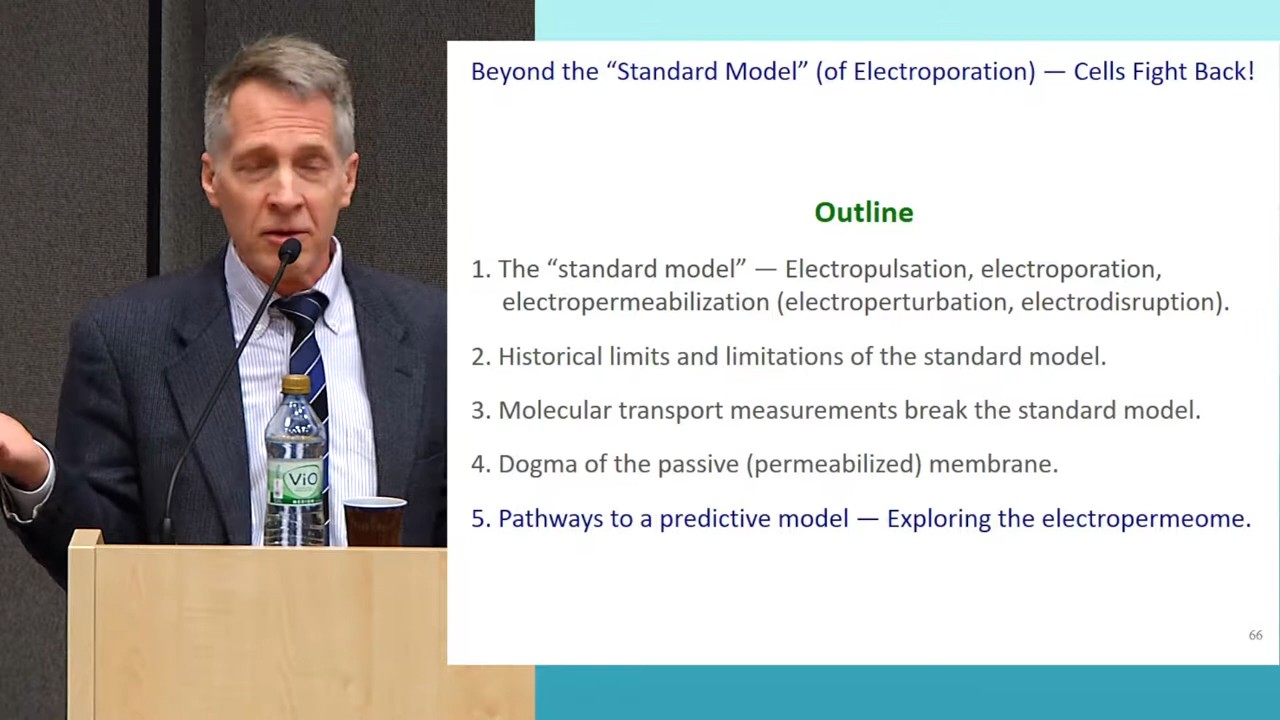 Beyond the “Standard Model” (of Electroporation) — Cells Fight Back!
Outline
1. The “standard model” — Electropulsation, electroporation,
electropermeabilization (electroperturbation, electrodisruption).
2. Historical limits and limitations of the standard model.
3. Molecular transport measurements break the standard model.
4. Dogma of the passive (permeabilized) membrane.
5. Pathways to a predictive model — Exploring the electropermeome.
66
ViO
MEDIUM